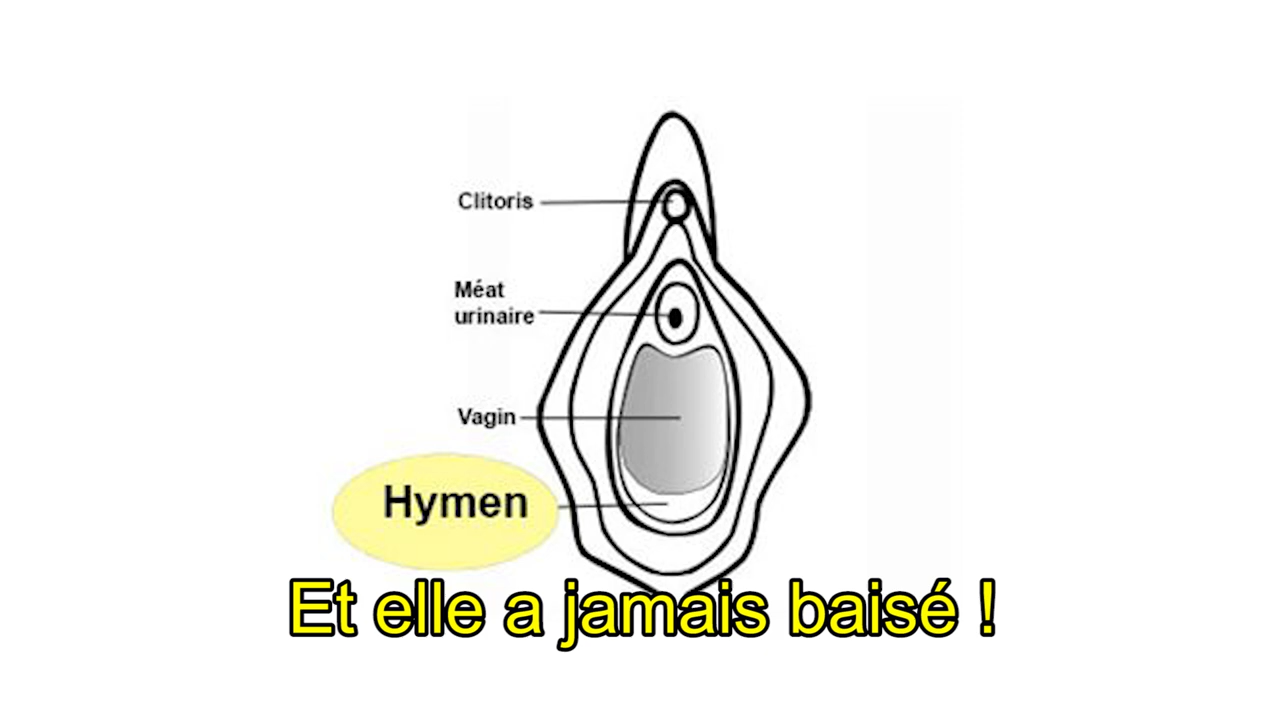 Clitoris
Méat
urinaire
Vagin
Hymen
Et elle a jamais baisé !